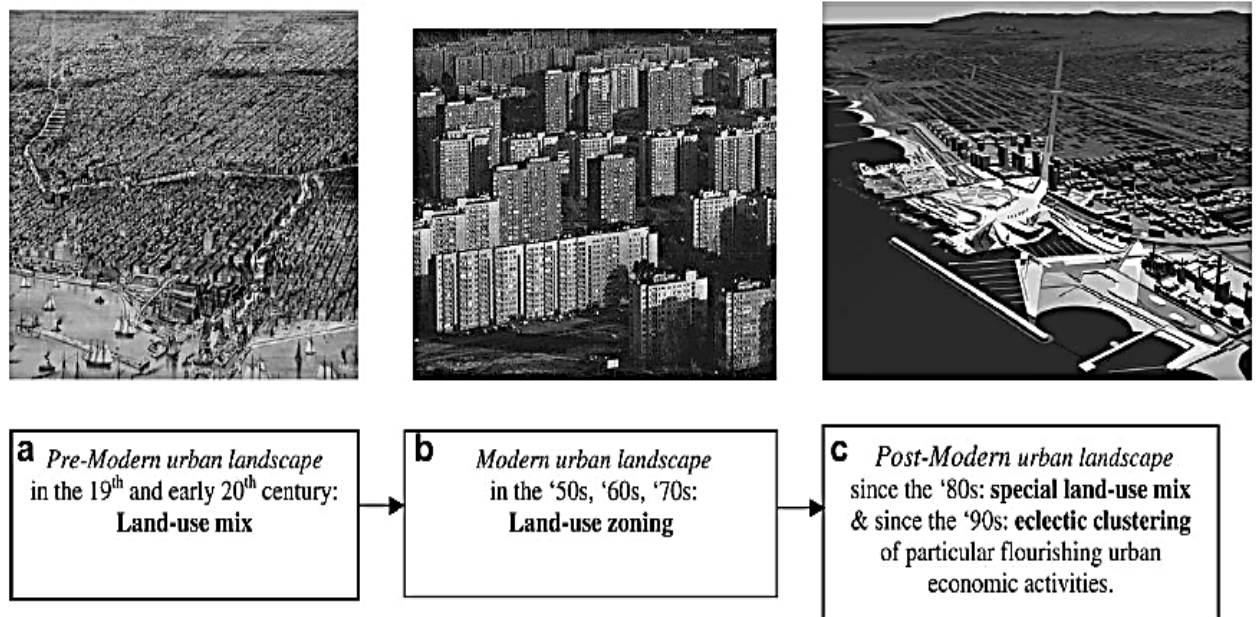 a Pre-Modern urban landscape
in the 19th and early 20th century:
Land-use mix
b Modern urban landscape
in the ‘50s, ‘60s, ‘70s:
Land-use zoning
c Post-Modern urban landscape
since the ‘80s: special land-use mix
& since the ‘90s: eclectic clustering
of particular flourishing urban
economic activities.